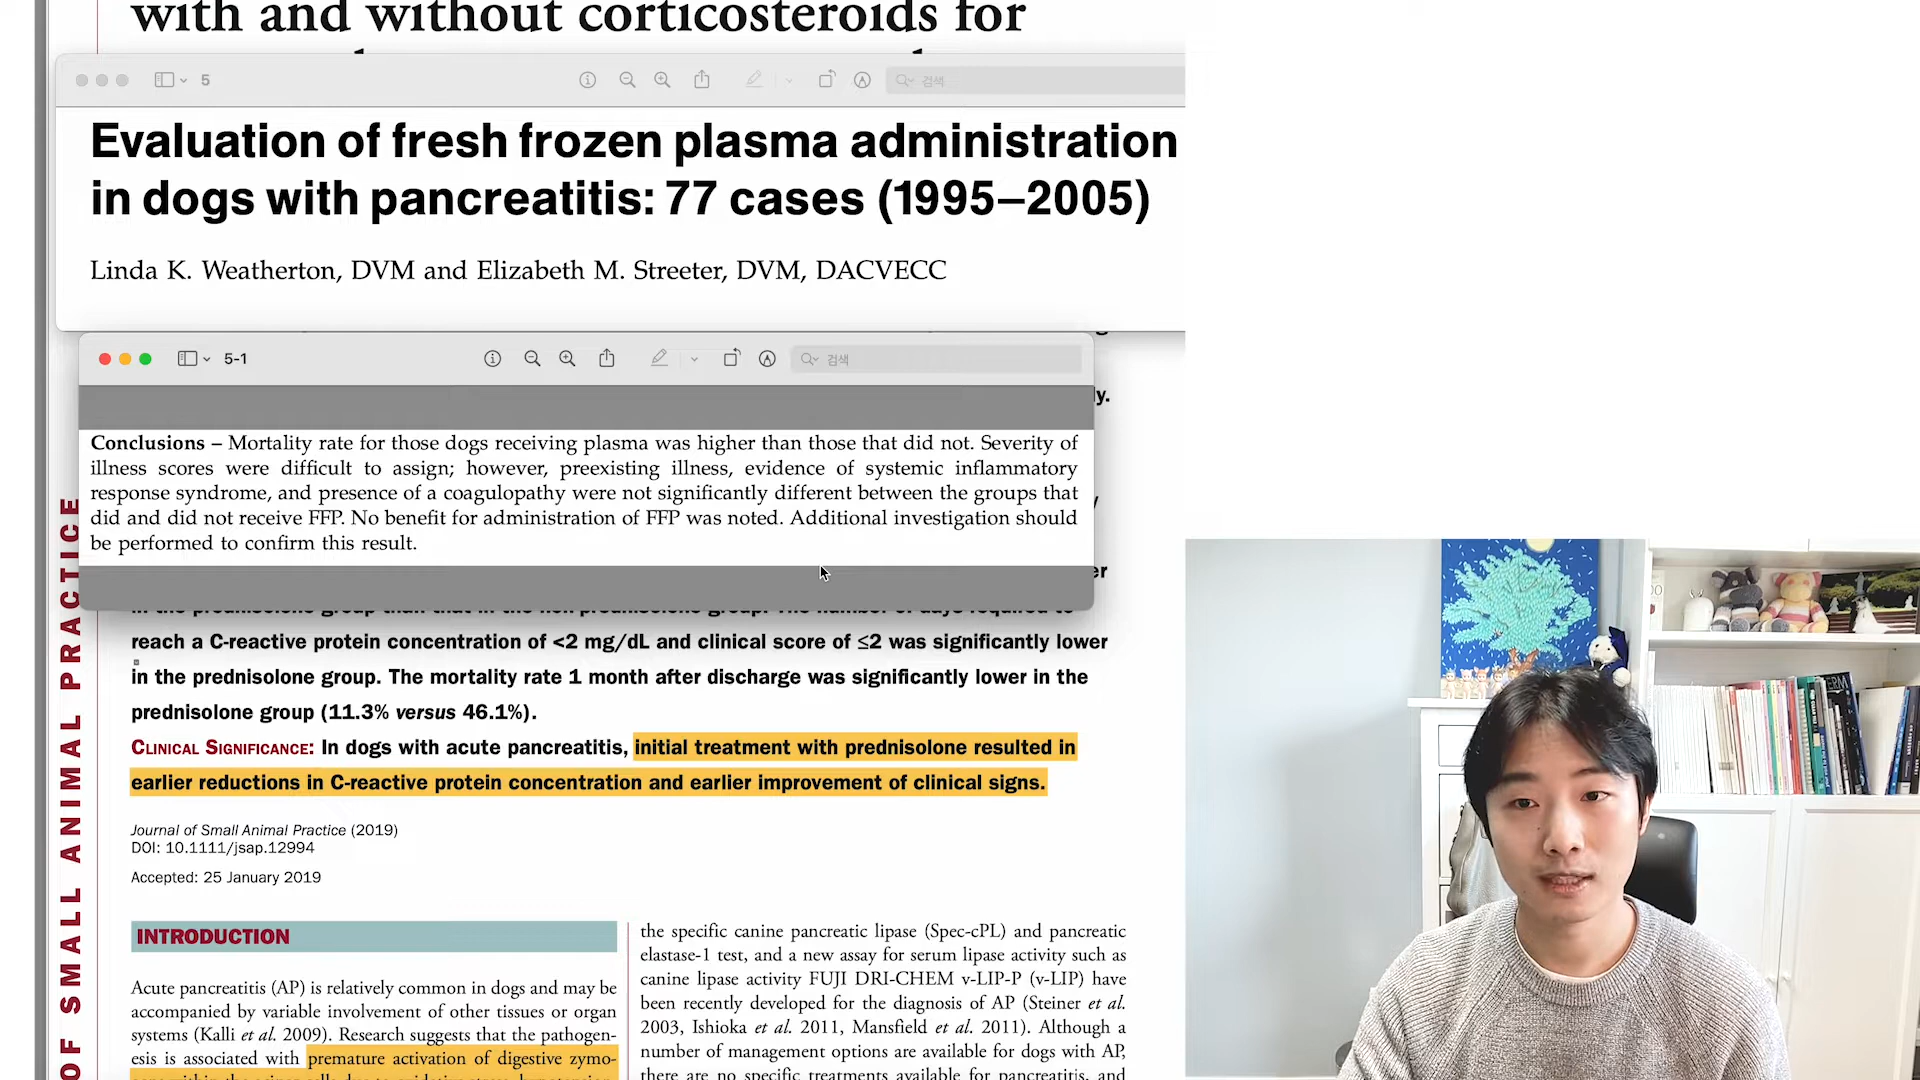 with and without corticosteroids for
5
검색
Evaluation of fresh frozen plasma administration
in dogs with pancreatitis: 77 cases (1995–2005)
Linda K. Weatherton, DVM and Elizabeth M. Streeter, DVM, DACVECC
5-1
검색
ly.
Conclusions – Mortality rate for those dogs receiving plasma was higher than those that did not. Severity of
illness scores were difficult to assign; however, preexisting illness, evidence of systemic inflammatory
response syndrome, and presence of a coagulopathy were not significantly different between the groups that
did and did not receive FFP. No benefit for administration of FFP was noted. Additional investigation should
be performed to confirm this result.
er
reach a C-reactive protein concentration of <2 mg/dL and clinical score of ≤2 was significantly lower
in the prednisolone group. The mortality rate 1 month after discharge was significantly lower in the
prednisolone group (11.3% versus 46.1%).
CLINICAL SIGNIFICANCE: In dogs with acute pancreatitis, initial treatment with prednisolone resulted in
earlier reductions in C-reactive protein concentration and earlier improvement of clinical signs.
Journal of Small Animal Practice (2019)
DOI: 10.1111/jsap.12994
Accepted: 25 January 2019
OF SMALL ANIMAL PRACTICE
INTRODUCTION
Acute pancreatitis (AP) is relatively common in dogs and may be
accompanied by variable involvement of other tissues or organ
systems (Kalli et al. 2009). Research suggests that the pathogen-
esis is associated with premature activation of digestive zymo-
the specific canine pancreatic lipase (Spec-cPL) and pancreatic
elastase-1 test, and a new assay for serum lipase activity such as
canine lipase activity FUJI DRI-CHEM v-LIP-P (v-LIP) have
been recently developed for the diagnosis of AP (Steiner et al.
2003, Ishioka et al. 2011, Mansfield et al. 2011). Although a
number of management options are available for dogs with AP,
there are no specific treatments available for pancreatitis, and